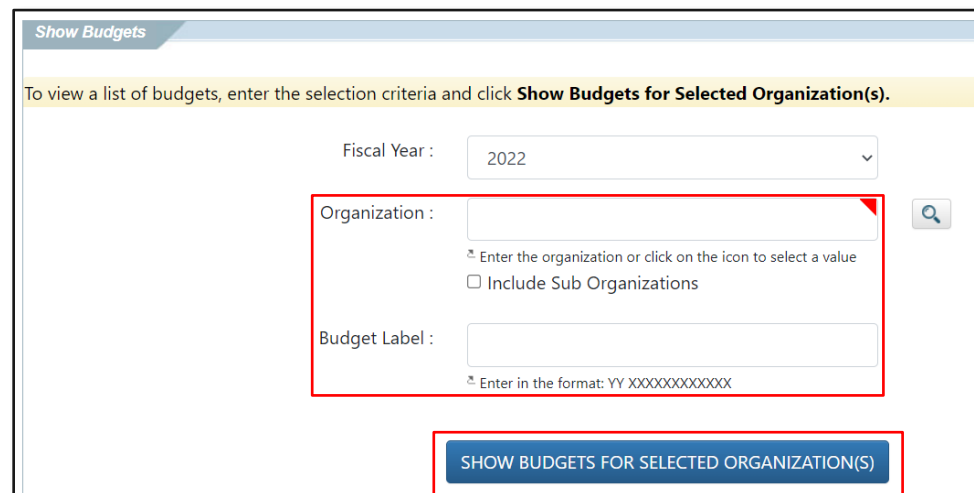 Show Budgets
To view a list of budgets, enter the selection criteria and click Show Budgets for Selected Organization(s).
Fiscal Year :
2022
Organization :
Enter the organization or click on the icon to select a value
Include Sub Organizations
Budget Label :
Enter in the format: YY XXXXXXXXXXXX
SHOW BUDGETS FOR SELECTED ORGANIZATION(S)